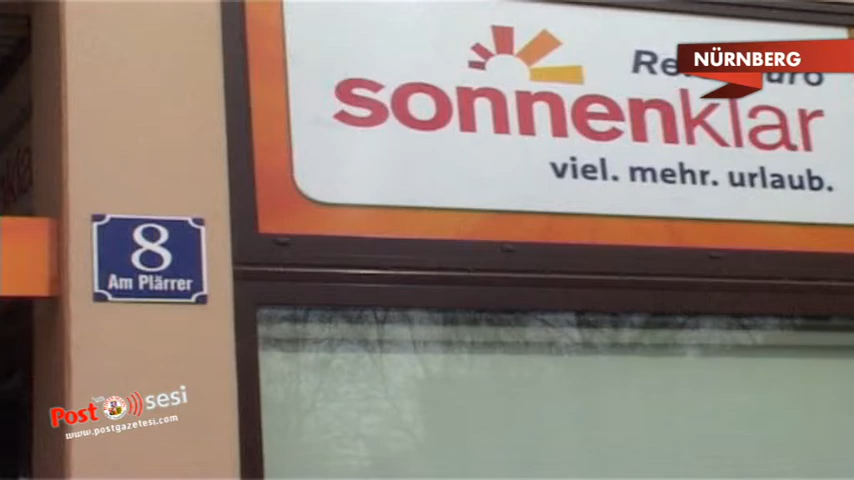 NÜRNBERG
sonnenklar
viel. mehr. urlaub.
8
Am Plärrer
Post sesi
www.postgazetesi.com